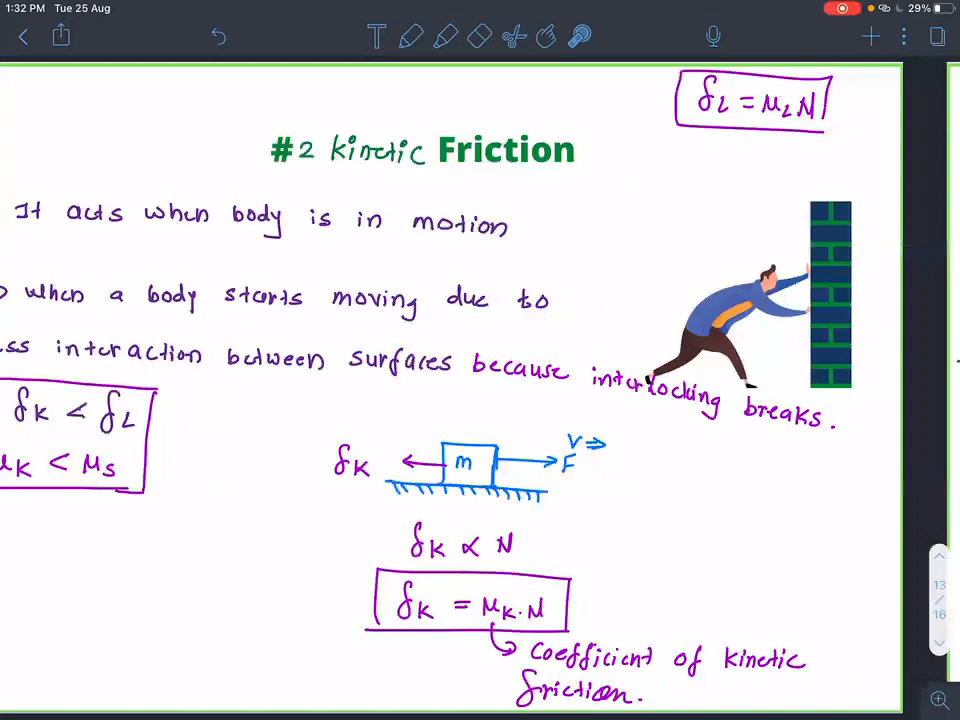 1:32 PM Tue 25 Aug
29%
fL = μLN
#2 kinetic Friction
It acts when body is in motion
when a body starts moving due to
ss interaction between surfaces because interlocking breaks.
fK < fL
μK < μS
V ⇒
fK m F
fK ∝ N
fK = μK.N
coefficient of kinetic
friction.
13
/
16